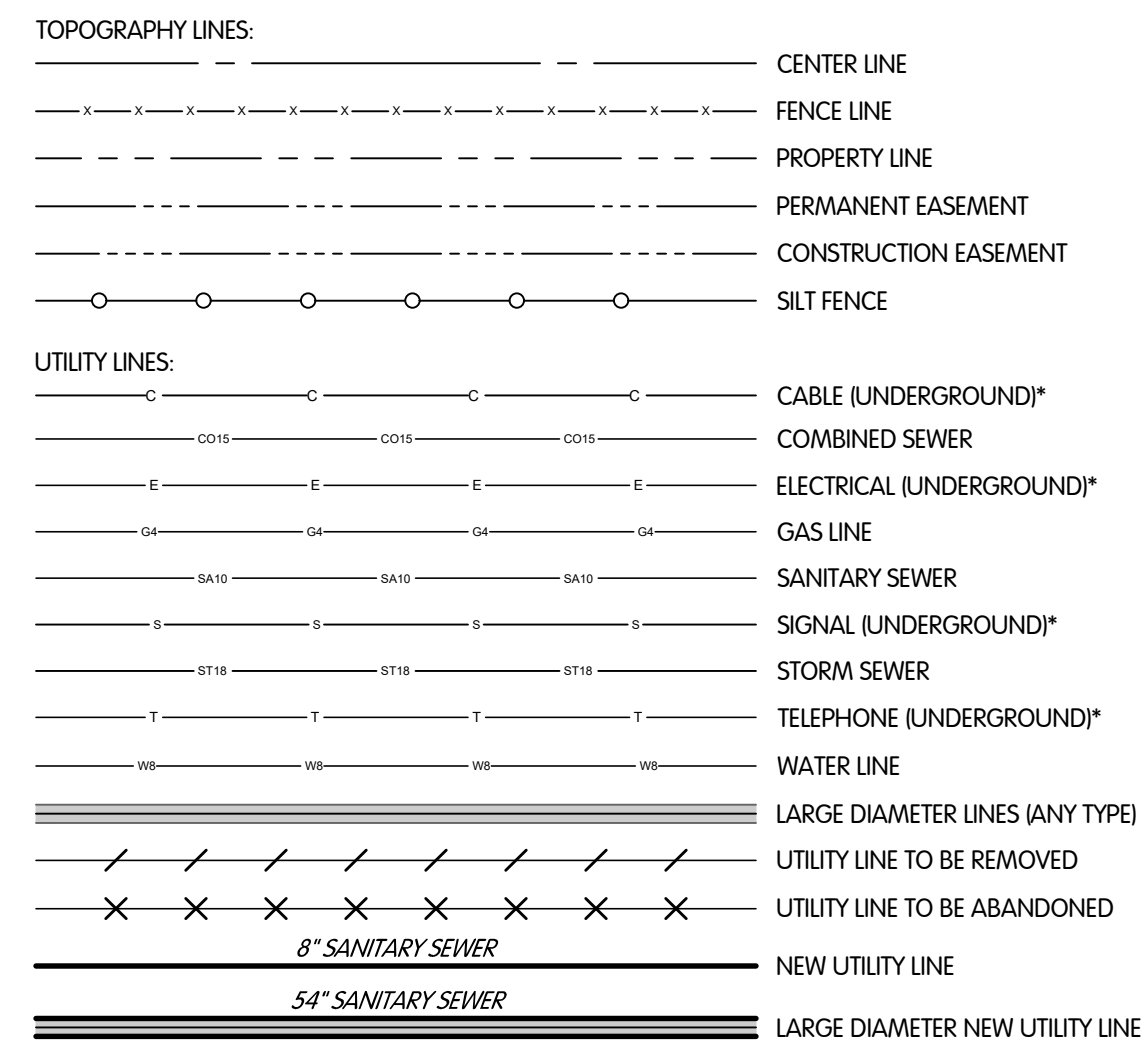 TOPOGRAPHY LINES:
CENTER LINE
X X X X X X X X X X X X X FENCE LINE
PROPERTY LINE
PERMANENT EASEMENT
CONSTRUCTION EASEMENT
SILT FENCE
UTILITY LINES:
C C C C CABLE (UNDERGROUND)*
CO15 CO15 CO15 COMBINED SEWER
E E E E ELECTRICAL (UNDERGROUND)*
G4 G4 G4 G4 GAS LINE
SA10 SA10 SA10 SANITARY SEWER
S S S S SIGNAL (UNDERGROUND)*
ST18 ST18 ST18 STORM SEWER
T T T T TELEPHONE (UNDERGROUND)*
W8 W8 W8 W8 WATER LINE
LARGE DIAMETER LINES (ANY TYPE)
UTILITY LINE TO BE REMOVED
UTILITY LINE TO BE ABANDONED
8" SANITARY SEWER
NEW UTILITY LINE
54" SANITARY SEWER
LARGE DIAMETER NEW UTILITY LINE